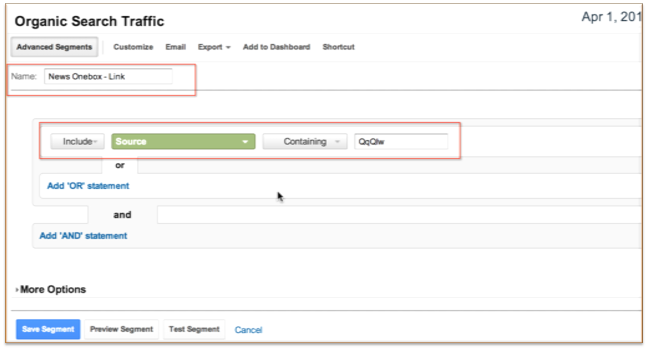 Organic Search Traffic
Apr 1, 201
Advanced Segments Customize Email Export Add to Dashboard Shortcut
Name: News Onebox - Link
Include Source Containing QqQIw
or
Add 'OR' statement
and
Add 'AND' statement
More Options
Save Segment Preview Segment Test Segment Cancel